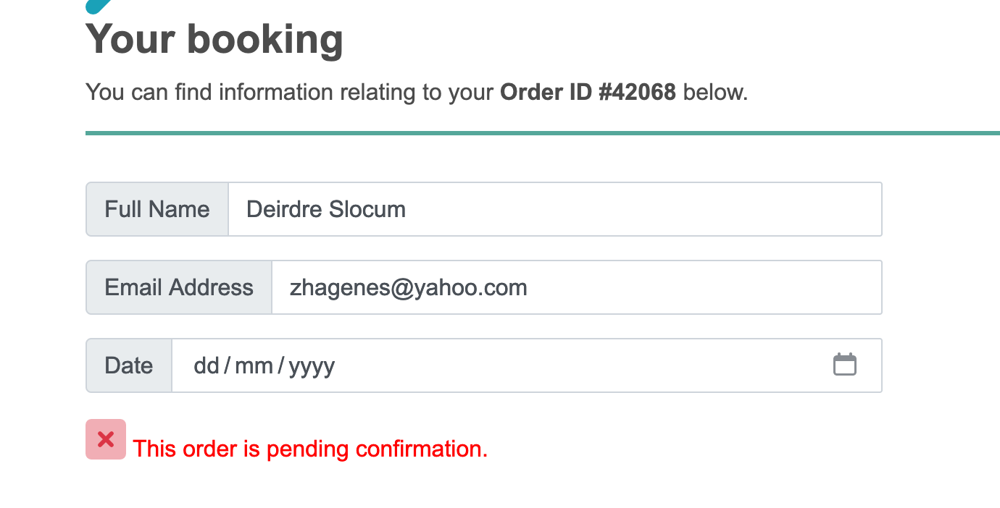 Your booking
You can find information relating to your Order ID #42068 below.
Full Name Deirdre Slocum
Email Address zhagenes@yahoo.com
Date dd/mm/yyyy
This order is pending confirmation.